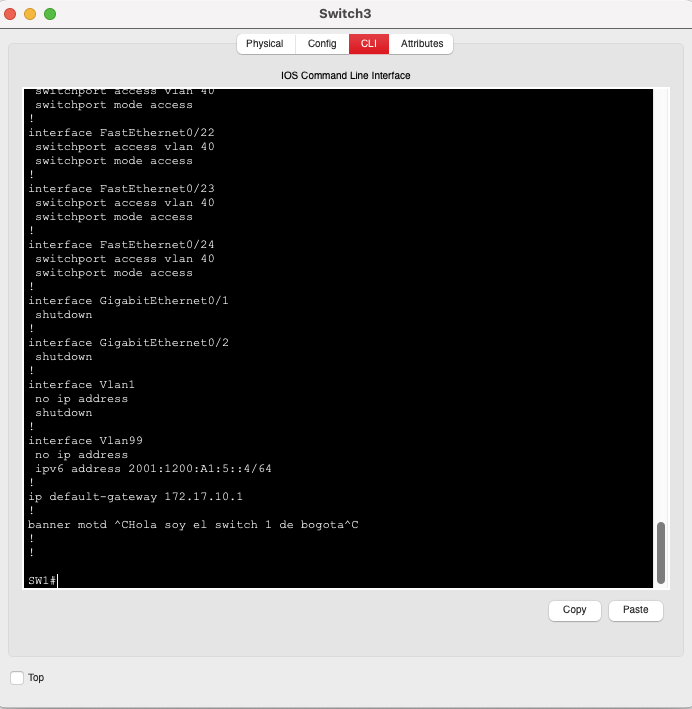 Switch3
Physical Config CLI Attributes
IOS Command Line Interface
switchport access vlan 40
switchport mode access
!
interface FastEthernet0/22
switchport access vlan 40
switchport mode access
!
interface FastEthernet0/23
switchport access vlan 40
switchport mode access
!
interface FastEthernet0/24
switchport access vlan 40
switchport mode access
!
interface GigabitEthernet0/1
shutdown
!
interface GigabitEthernet0/2
shutdown
!
interface Vlan1
no ip address
shutdown
!
interface Vlan99
no ip address
ipv6 address 2001:1200:A1:5::4/64
!
ip default-gateway 172.17.10.1
!
banner motd ^CHola soy el switch 1 de bogota^C
!
!
SW1#
Copy Paste
Top